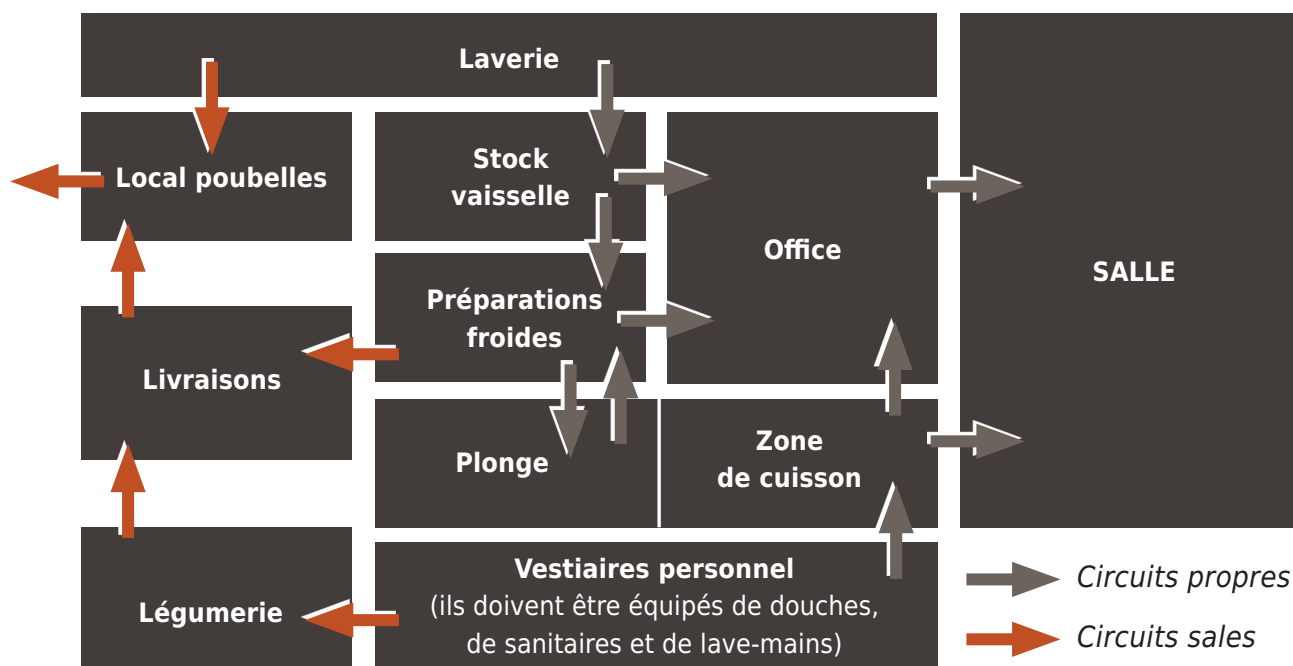 Laverie
Local poubelles
Stock
vaisselle
Office
SALLE
Préparations
froides
Livraisons
Plonge
Zone
de cuisson
Légumerie
Vestiaires personnel
(ils doivent être équipés de douches,
de sanitaires et de lave-mains)
Circuits propres
Circuits sales